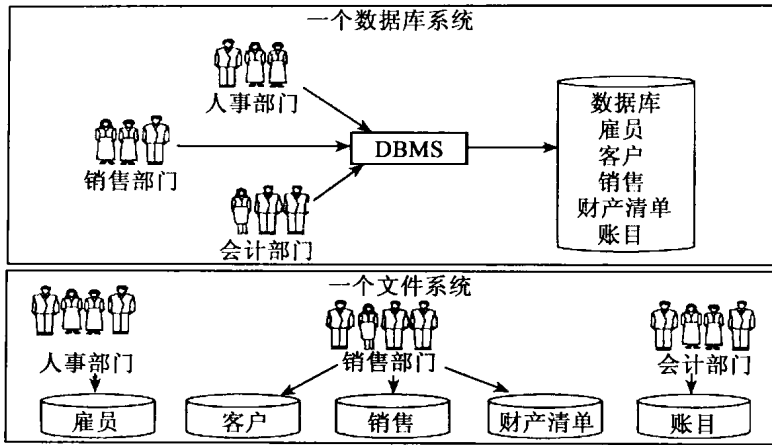 一个数据库系统
人事部门
销售部门
会计部门
DBMS
数据库
雇员
客户
销售
财产清单
账目
一个文件系统
人事部门
销售部门
会计部门
雇员
客户
销售
财产清单
账目